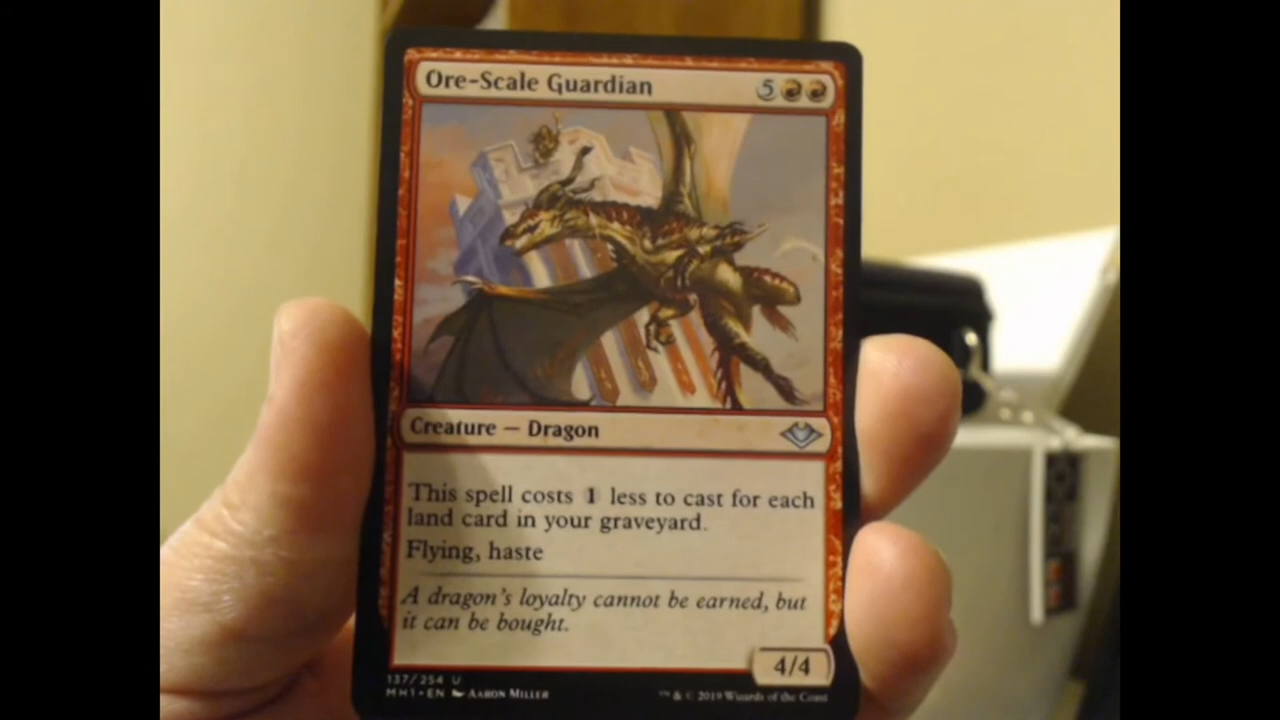 Ore-Scale Guardian 5
Creature — Dragon
This spell costs 1 less to cast for each
land card in your graveyard.
Flying, haste
A dragon's loyalty cannot be earned, but
it can be bought.
4/4
137/254 U
MH1 • EN Aaron Miller
™ & © 2019 Wizards of the Coast